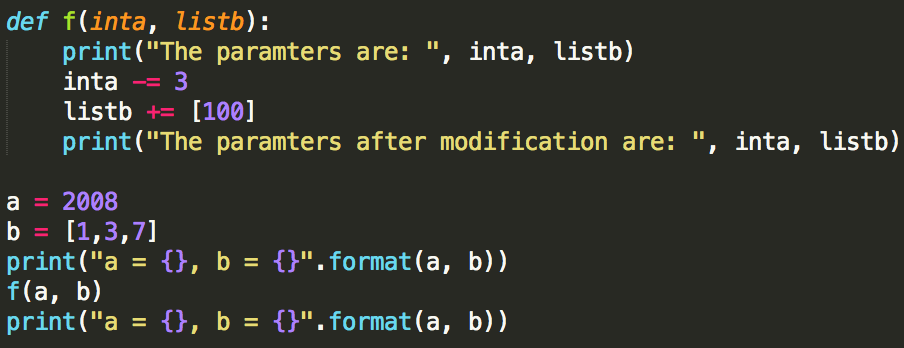 def f(inta, listb):
    print("The paramters are: ", inta, listb)
    inta -= 3
    listb += [100]
    print("The paramters after modification are: ", inta, listb)

a = 2008
b = [1,3,7]
print("a = {}, b = {}".format(a, b))
f(a, b)
print("a = {}, b = {}".format(a, b))